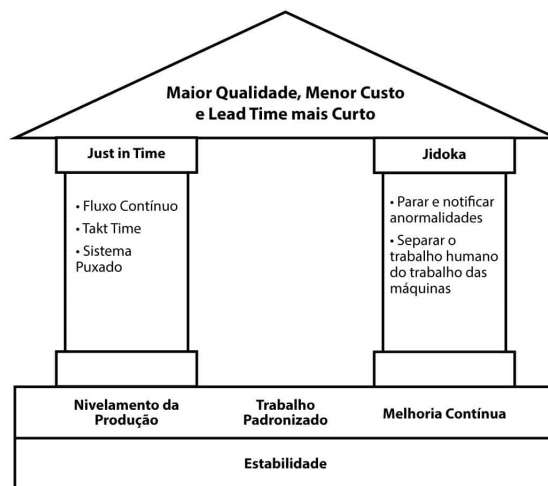 Maior Qualidade, Menor Custo
e Lead Time mais Curto
Just in Time
Jidoka
• Fluxo Contínuo
• Takt Time
• Sistema
Puxado
• Parar e notificar
anormalidades
• Separar o
trabalho humano
do trabalho das
máquinas
Nivelamento da
Produção
Trabalho
Padronizado
Melhoria Contínua
Estabilidade